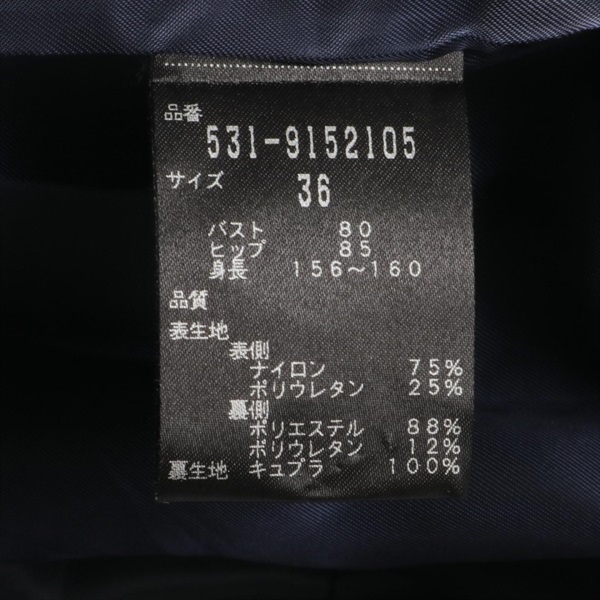 品番
531-9152105
サイズ
36
バスト 80
ヒップ 85
身長 156～160
品質
表生地
表側
ナイロン 75%
ポリウレタン 25%
裏側
ポリエステル 88%
ポリウレタン 12%
裏生地 キュプラ 100%